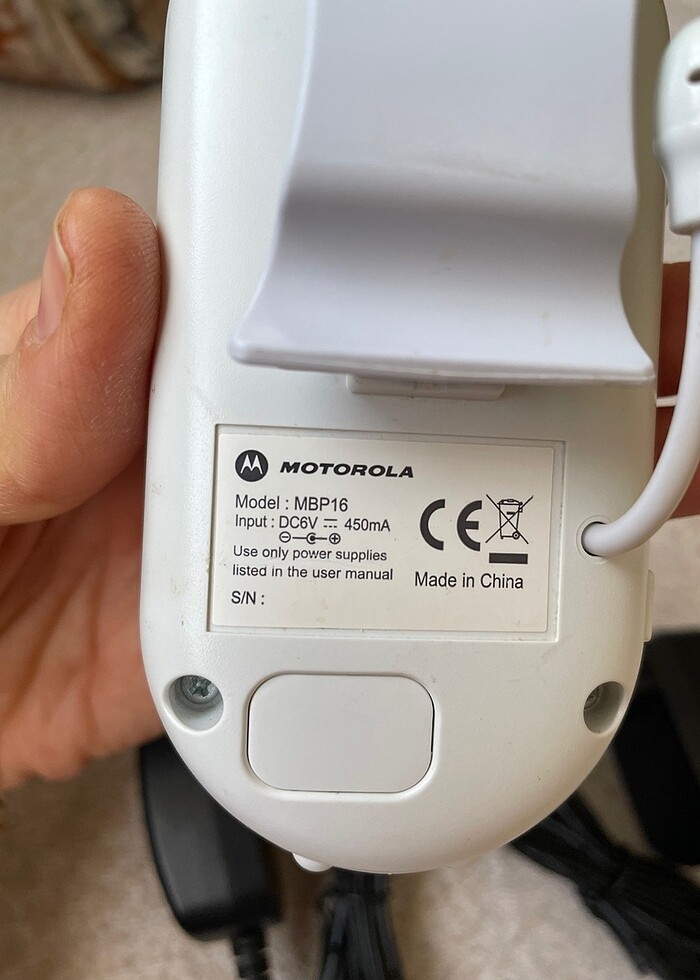 MOTOROLA
Model : MBP16
Input : DC6V ⎓ 450mA
Use only power supplies
listed in the user manual
S/N :
CE
Made in China